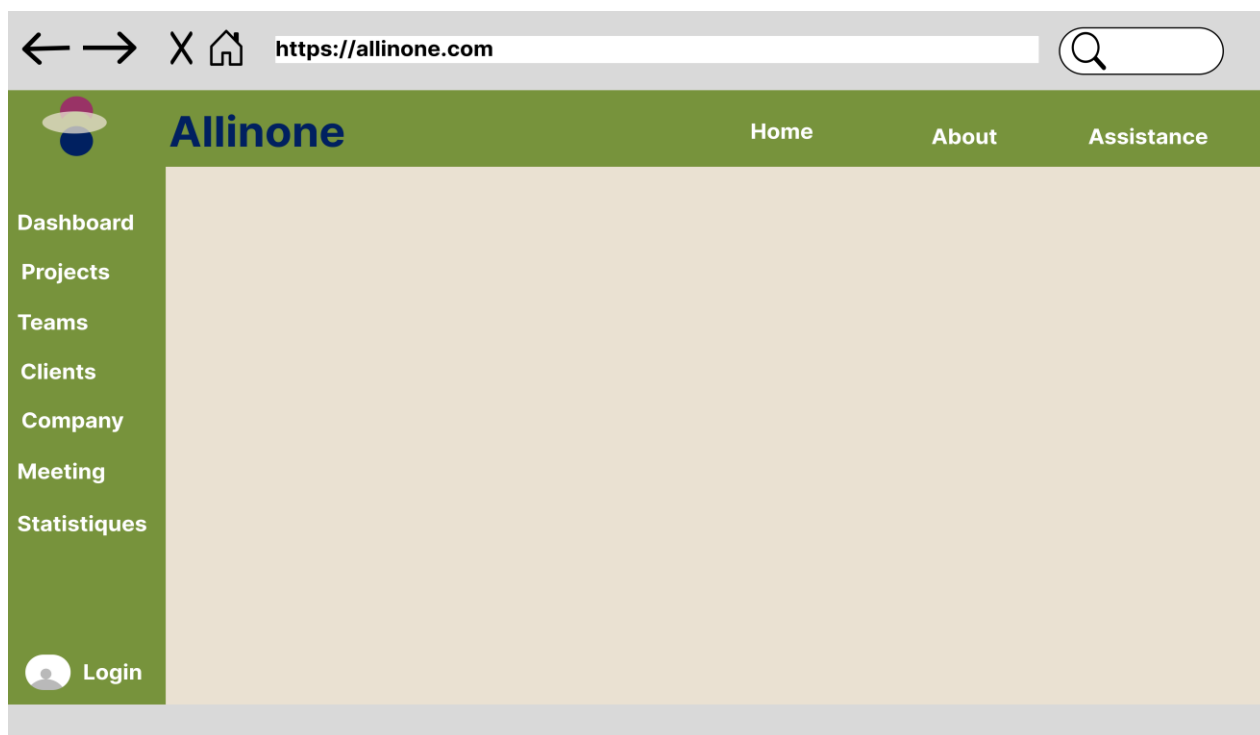 https://allinone.com
Allinone
Home
About
Assistance
Dashboard
Projects
Teams
Clients
Company
Meeting
Statistiques
Login